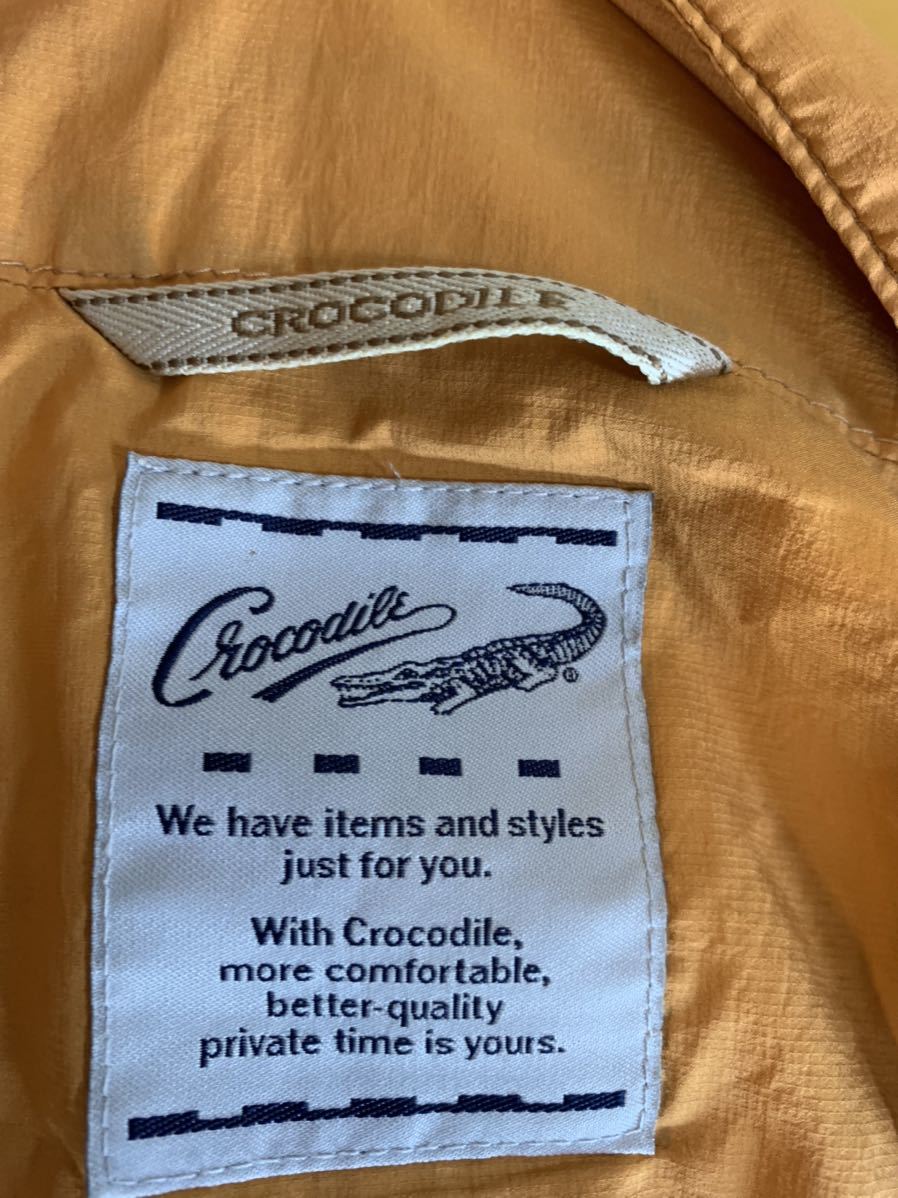 CROCODILE
Crocodile
®
We have items and styles
just for you.
With Crocodile,
more comfortable,
better-quality
private time is yours.